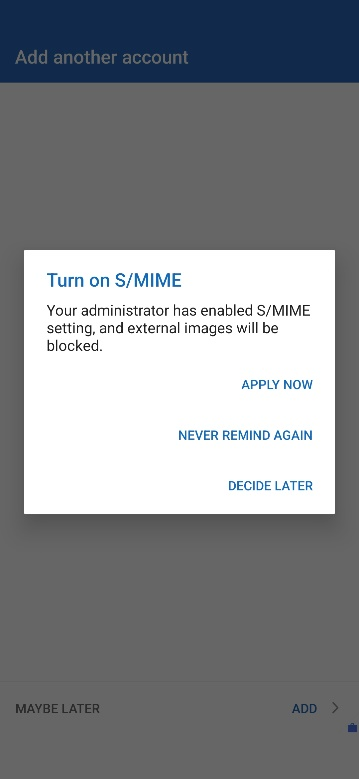 Add another account
Turn on S/MIME
Your administrator has enabled S/MIME
setting, and external images will be
blocked.
APPLY NOW
NEVER REMIND AGAIN
DECIDE LATER
MAYBE LATER
ADD